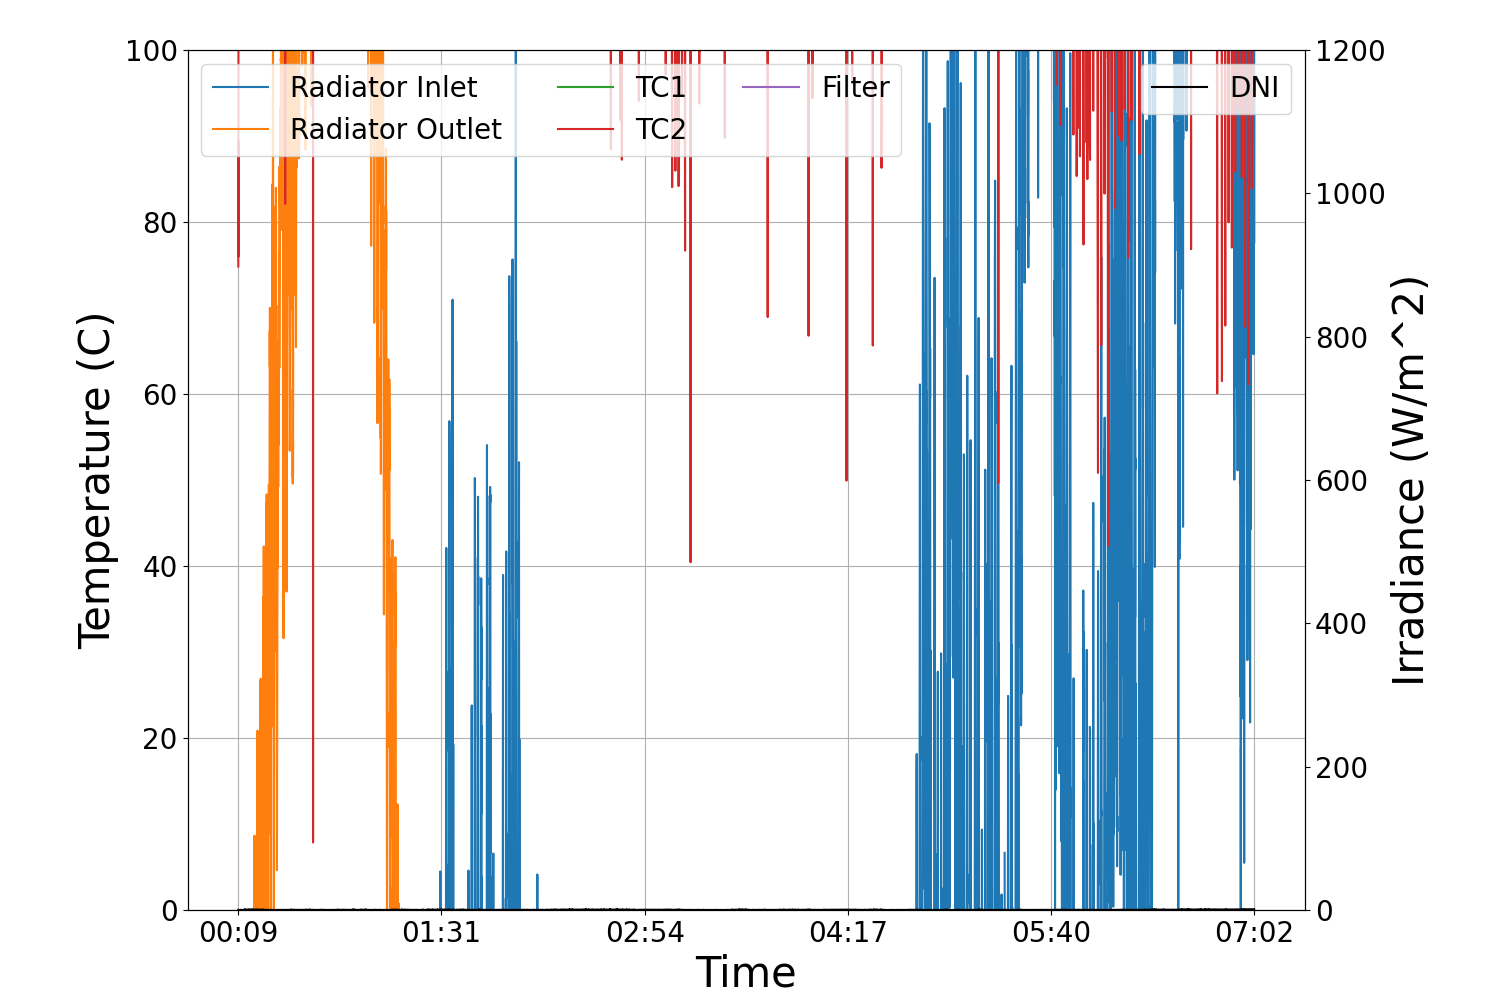 100
80
60
40
20
0
Temperature (C)
Radiator Inlet
Radiator Outlet
TC1
TC2
Filter
DNI
1200
1000
800
600
400
200
0
Irradiance (W/m^2)
00:09 01:31 02:54 04:17 05:40 07:02
Time